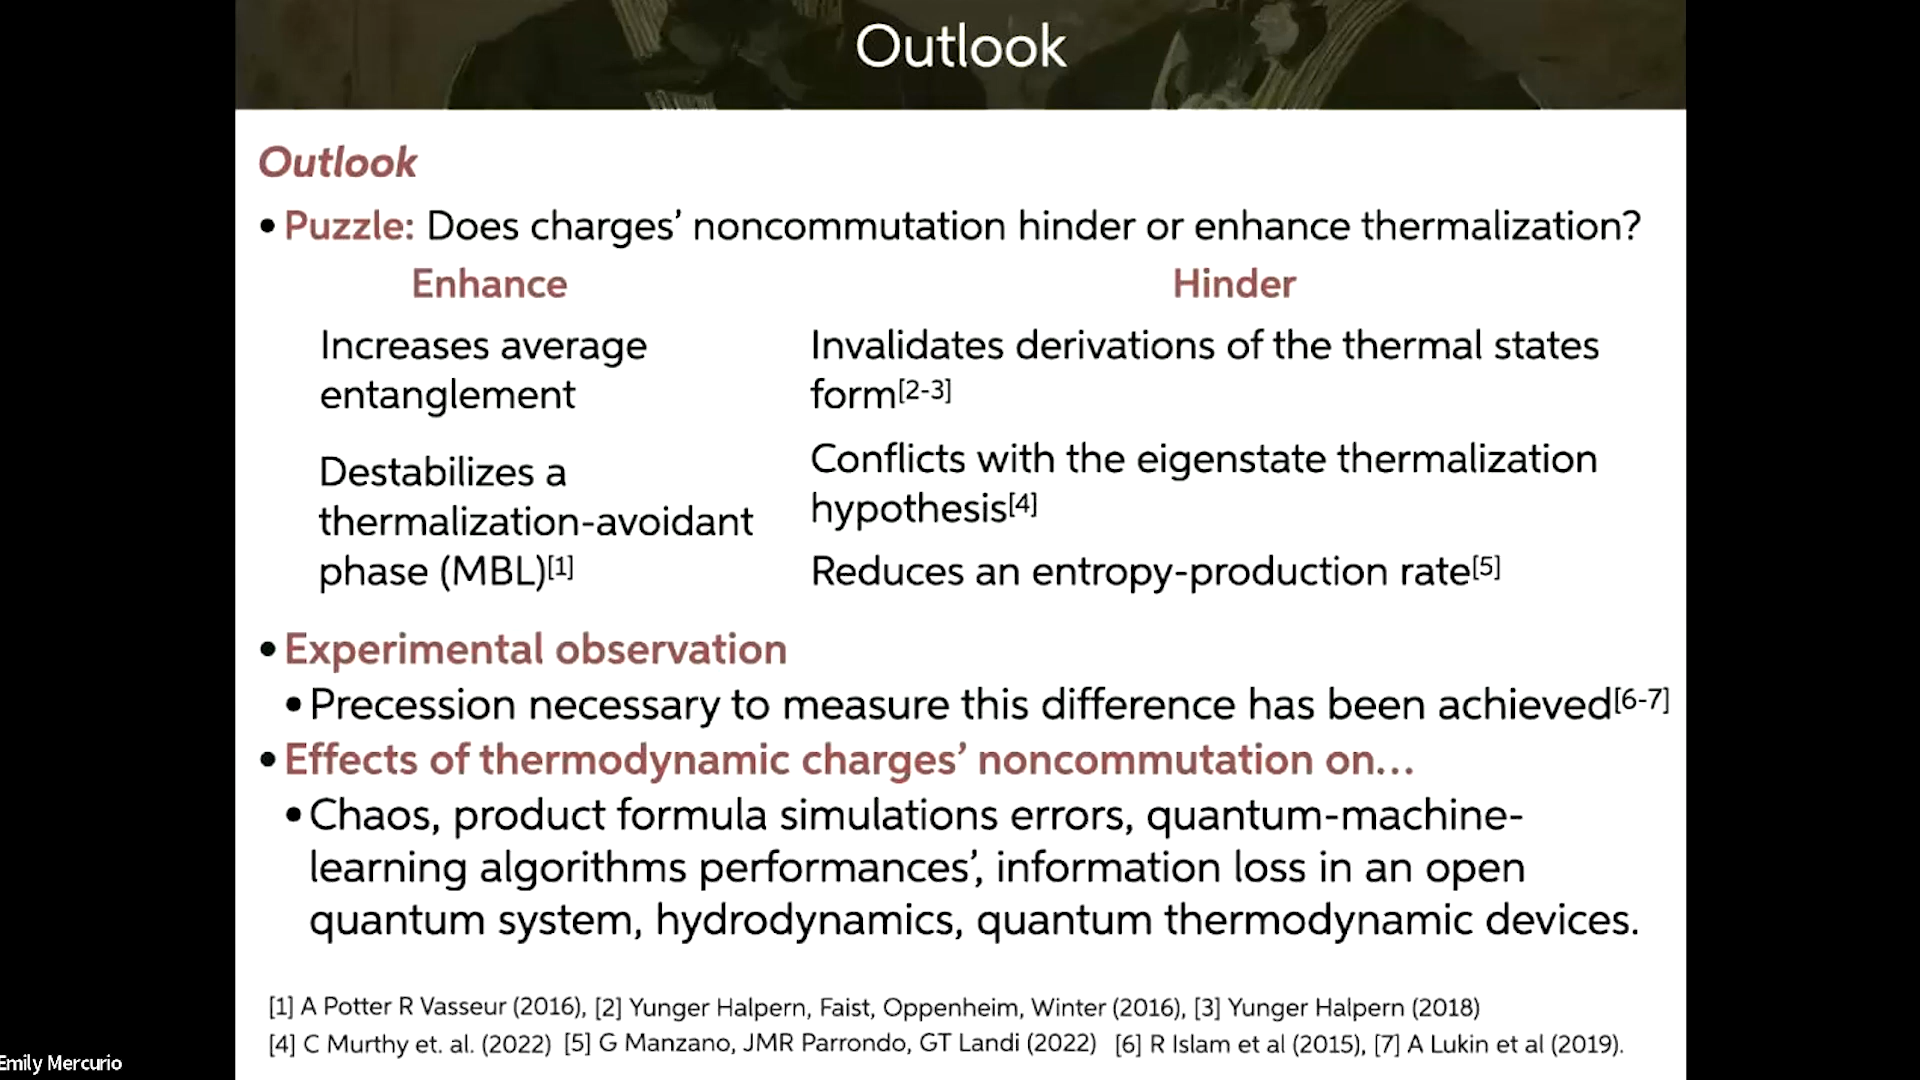 Outlook
Outlook
• Puzzle: Does charges’ noncommutation hinder or enhance thermalization?
Enhance
Hinder
Increases average
entanglement
Destabilizes a
thermalization-avoidant
phase (MBL)[1]
Invalidates derivations of the thermal states
form[2-3]
Conflicts with the eigenstate thermalization
hypothesis[4]
Reduces an entropy-production rate[5]
• Experimental observation
• Precession necessary to measure this difference has been achieved[6-7]
• Effects of thermodynamic charges’ noncommutation on…
• Chaos, product formula simulations errors, quantum-machine-
learning algorithms performances’, information loss in an open
quantum system, hydrodynamics, quantum thermodynamic devices.
[1] A Potter R Vasseur (2016), [2] Yunger Halpern, Faist, Oppenheim, Winter (2016), [3] Yunger Halpern (2018)
[4] C Murthy et. al. (2022) [5] G Manzano, JMR Parrondo, GT Landi (2022) [6] R Islam et al (2015), [7] A Lukin et al (2019).
Emily Mercurio